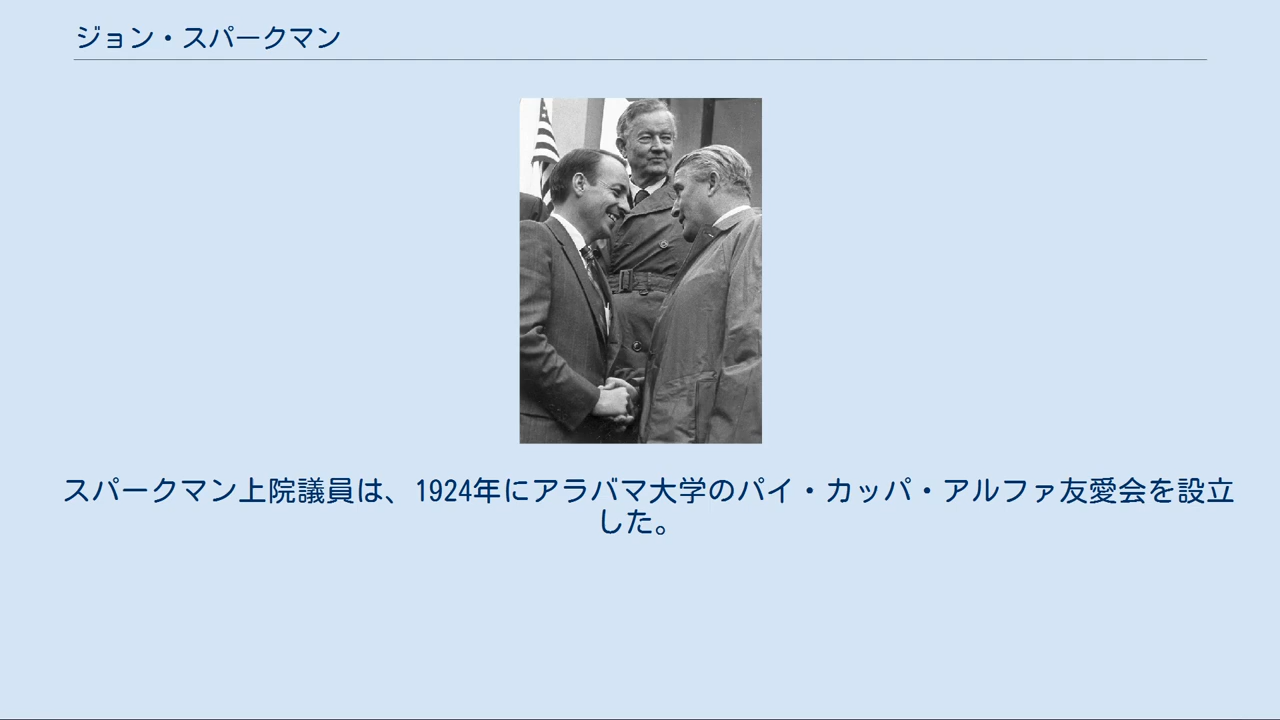 ジョン・スパークマン
スパークマン上院議員は、1924年にアラバマ大学のパイ・カッパ・アルファ友愛会を設立
した。